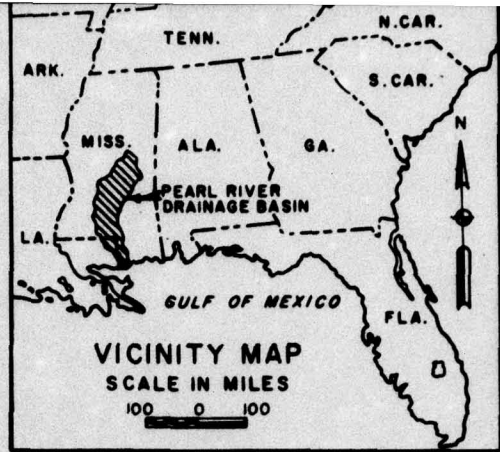 N. CAR.
TENN.
ARK.
S. CAR.
N
MISS.
ALA.
GA.
PEARL RIVER
DRAINAGE BASIN
LA.
GULF OF MEXICO
FLA.
VICINITY MAP
SCALE IN MILES
100 0 100